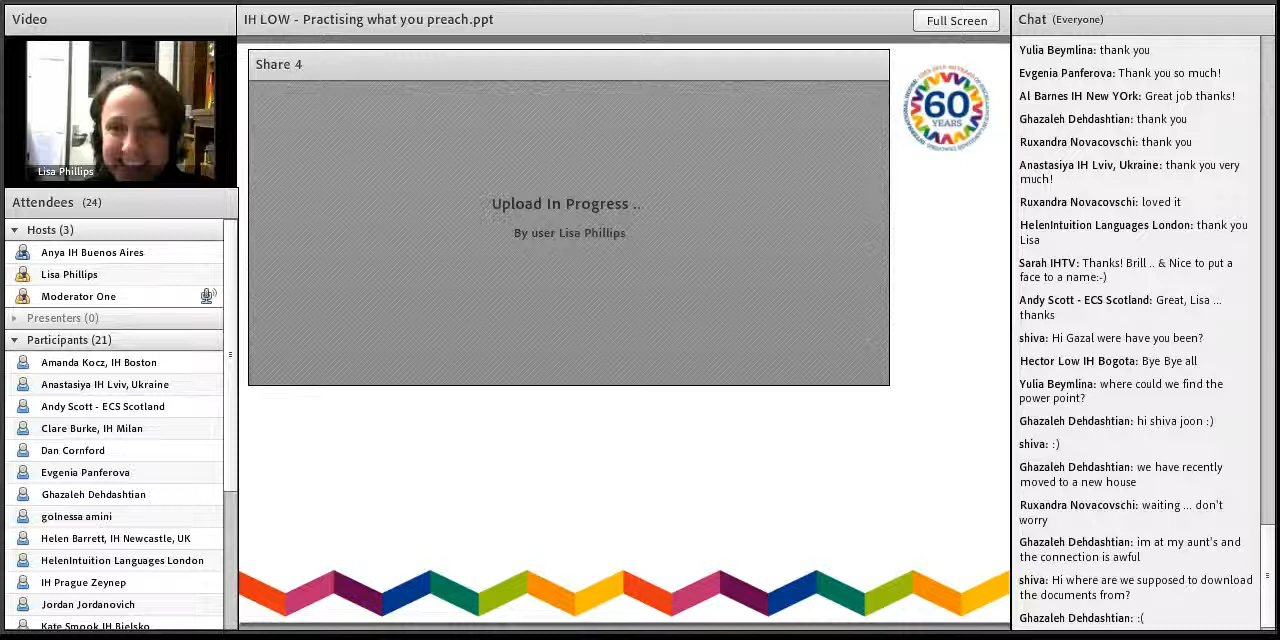 Video
Lisa Phillips
Attendees (24)
Hosts (3)
Anya IH Buenos Aires
Lisa Phillips
Moderator One
Presenters (0)
Participants (21)
Amanda Kocz, IH Boston
Anastasiya IH Lviv, Ukraine
Andy Scott - ECS Scotland
Clare Burke, IH Milan
Dan Cornford
Evgenia Panferova
Ghazaleh Dehdashtian
golnessa amini
Helen Barrett, IH Newcastle, UK
HelenIntuition Languages London
IH Prague Zeynep
Jordan Jordanovich
Kate Smook IH Bielsko
IH LOW - Practising what you preach.ppt
Full Screen
Share 4
Upload In Progress ..
By user Lisa Phillips
60
YEARS
Chat (Everyone)
Yulia Beymlina: thank you
Evgenia Panferova: Thank you so much!
Al Barnes IH New YOrk: Great job thanks!
Ghazaleh Dehdashtian: thank you
Ruxandra Novacovschi: thank you
Anastasiya IH Lviv, Ukraine: thank you very
much!
Ruxandra Novacovschi: loved it
HelenIntuition Languages London: thank you
Lisa
Sarah IHTV: Thanks! Brill .. & Nice to put a
face to a name:-)
Andy Scott - ECS Scotland: Great, Lisa ...
thanks
shiva: Hi Gazal were have you been?
Hector Low IH Bogota: Bye Bye all
Yulia Beymlina: where could we find the
power point?
Ghazaleh Dehdashtian: hi shiva joon :)
shiva: :)
Ghazaleh Dehdashtian: we have recently
moved to a new house
Ruxandra Novacovschi: waiting ... don't
worry
Ghazaleh Dehdashtian: im at my aunt's and
the connection is awful
shiva: Hi where are we supposed to download
the documents from?
Ghazaleh Dehdashtian: :(